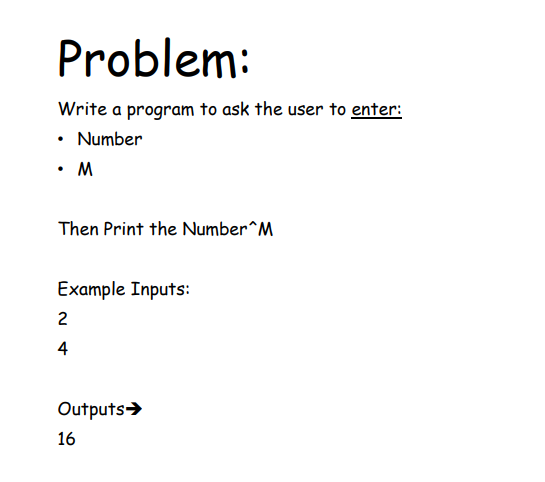 Problem:
Write a program to ask the user to enter:
• Number
• M
Then Print the Number^M
Example Inputs:
2
4
Outputs➔
16